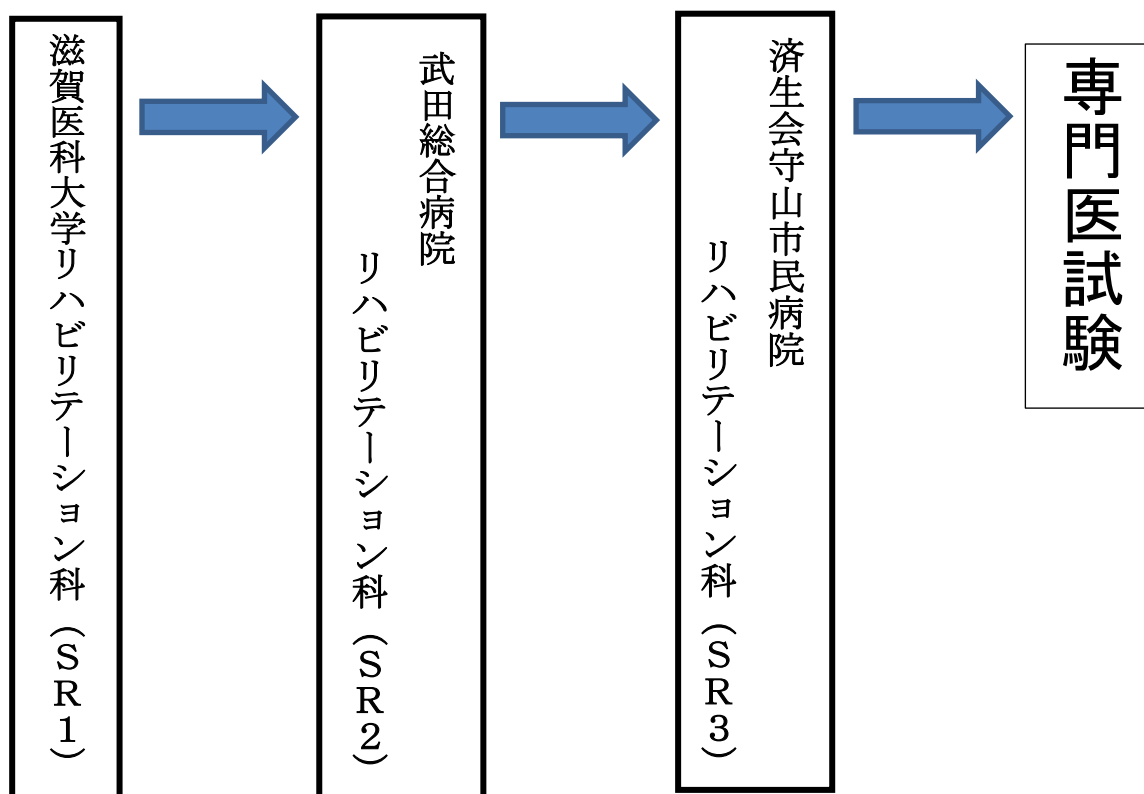 滋賀医科大学リハビリテーション科（ＳＲ１）
武田総合病院
リハビリテーション科（ＳＲ２）
済生会守山市民病院
リハビリテーション科（ＳＲ３）
専門医試験